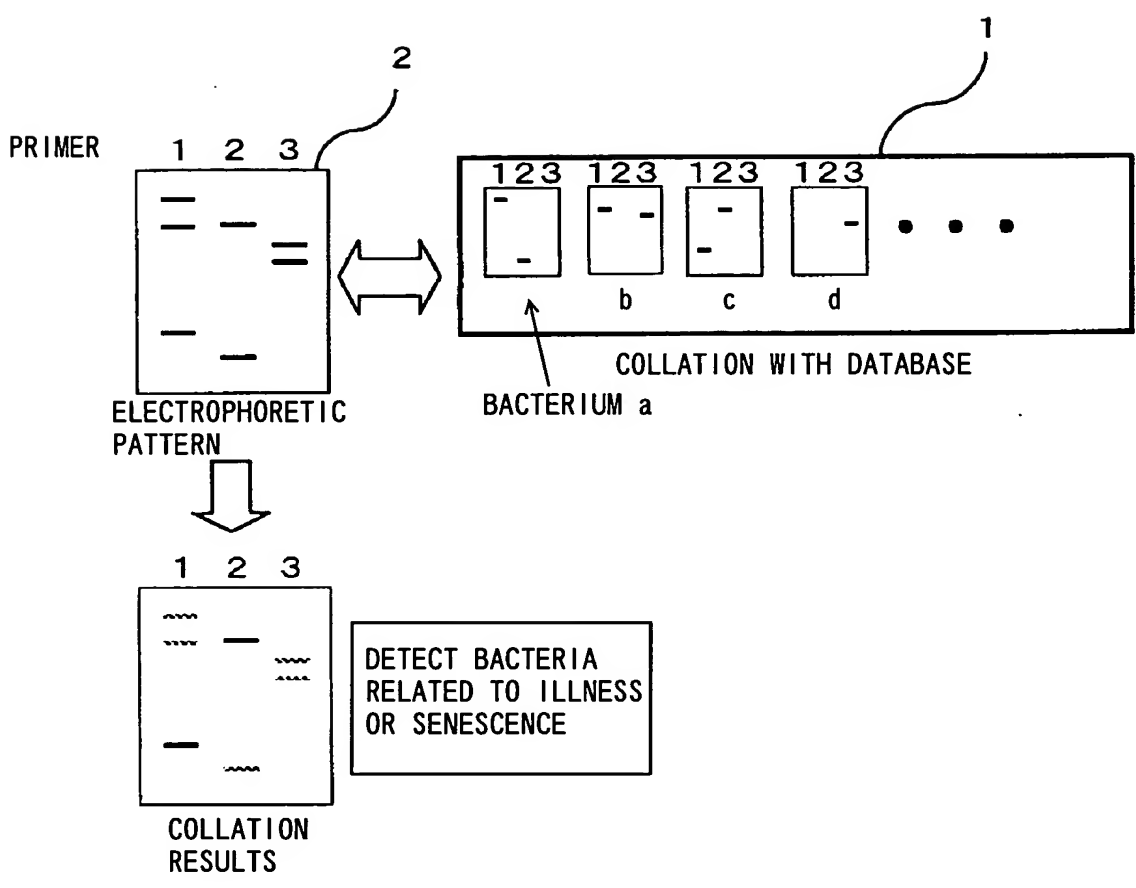 1
2
PRIMER 1 2 3
123 123 123 123
b c d
COLLATION WITH DATABASE
BACTERIUM a
ELECTROPHORETIC
PATTERN
1 2 3
DETECT BACTERIA
RELATED TO ILLNESS
OR SENESCENCE
COLLATION
RESULTS